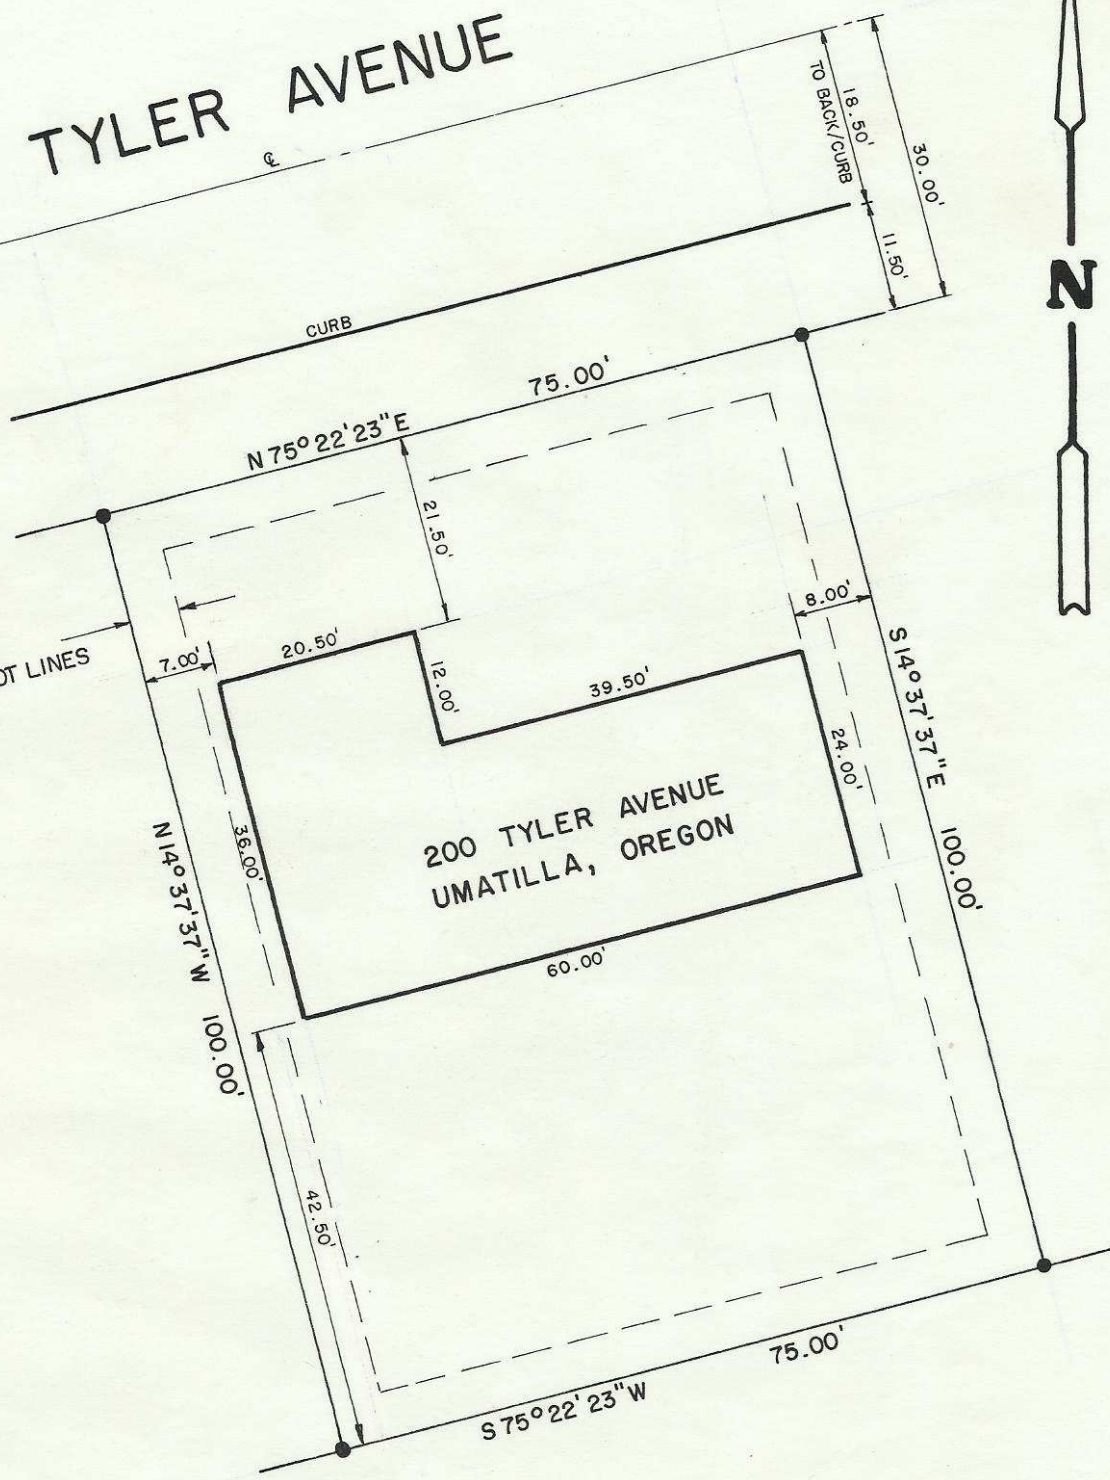 TYLER AVENUE
℄
18.50'
TO BACK/CURB
30.00'
11.50'
N
CURB
75.00'
N 75° 22' 23" E
21.50'
8.00'
LINES
7.00'
20.50'
12.00'
39.50'
S 14° 37' 37" E
100.00'
24.00'
36.00'
200 TYLER AVENUE
UMATILLA, OREGON
N 14° 37' 37" W
100.00'
60.00'
42.50'
75.00'
S 75° 22' 23" W